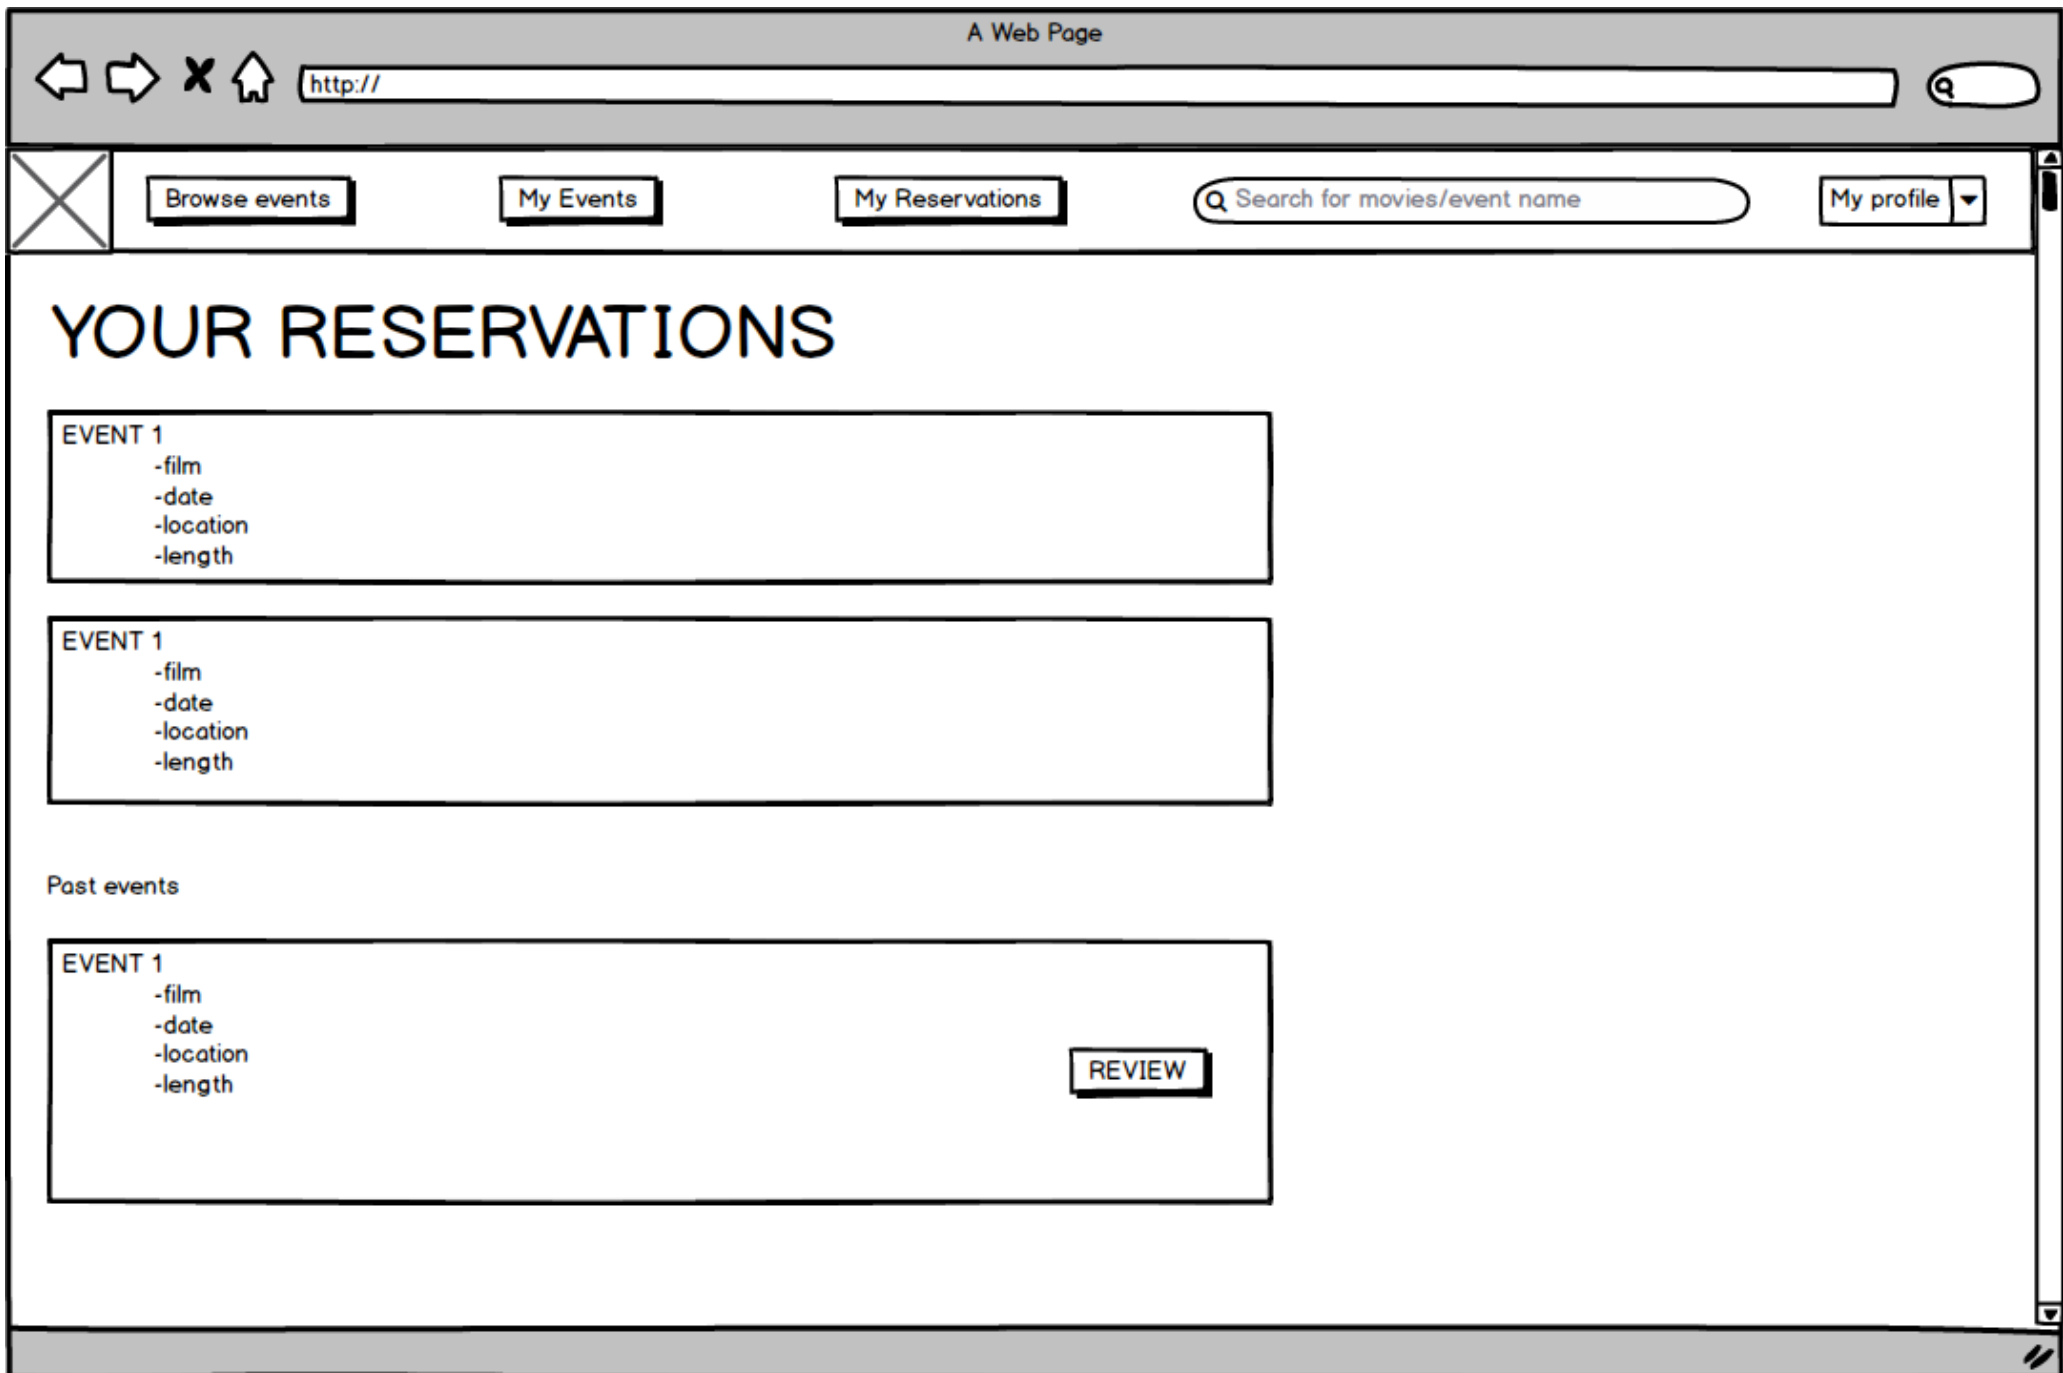 A Web Page
http://
Browse events
My Events
My Reservations
Search for movies/event name
My profile
YOUR RESERVATIONS
EVENT 1
-film
-date
-location
-length
EVENT 1
-film
-date
-location
-length
Past events
EVENT 1
-film
-date
-location
-length
REVIEW